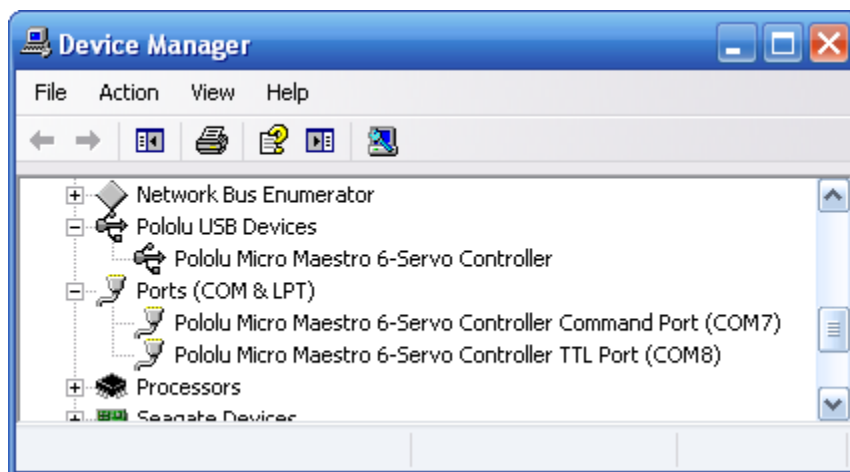 Device Manager
File Action View Help
Network Bus Enumerator
Pololu USB Devices
Pololu Micro Maestro 6-Servo Controller
Ports (COM & LPT)
Pololu Micro Maestro 6-Servo Controller Command Port (COM7)
Pololu Micro Maestro 6-Servo Controller TTL Port (COM8)
Processors
Seagate Devices